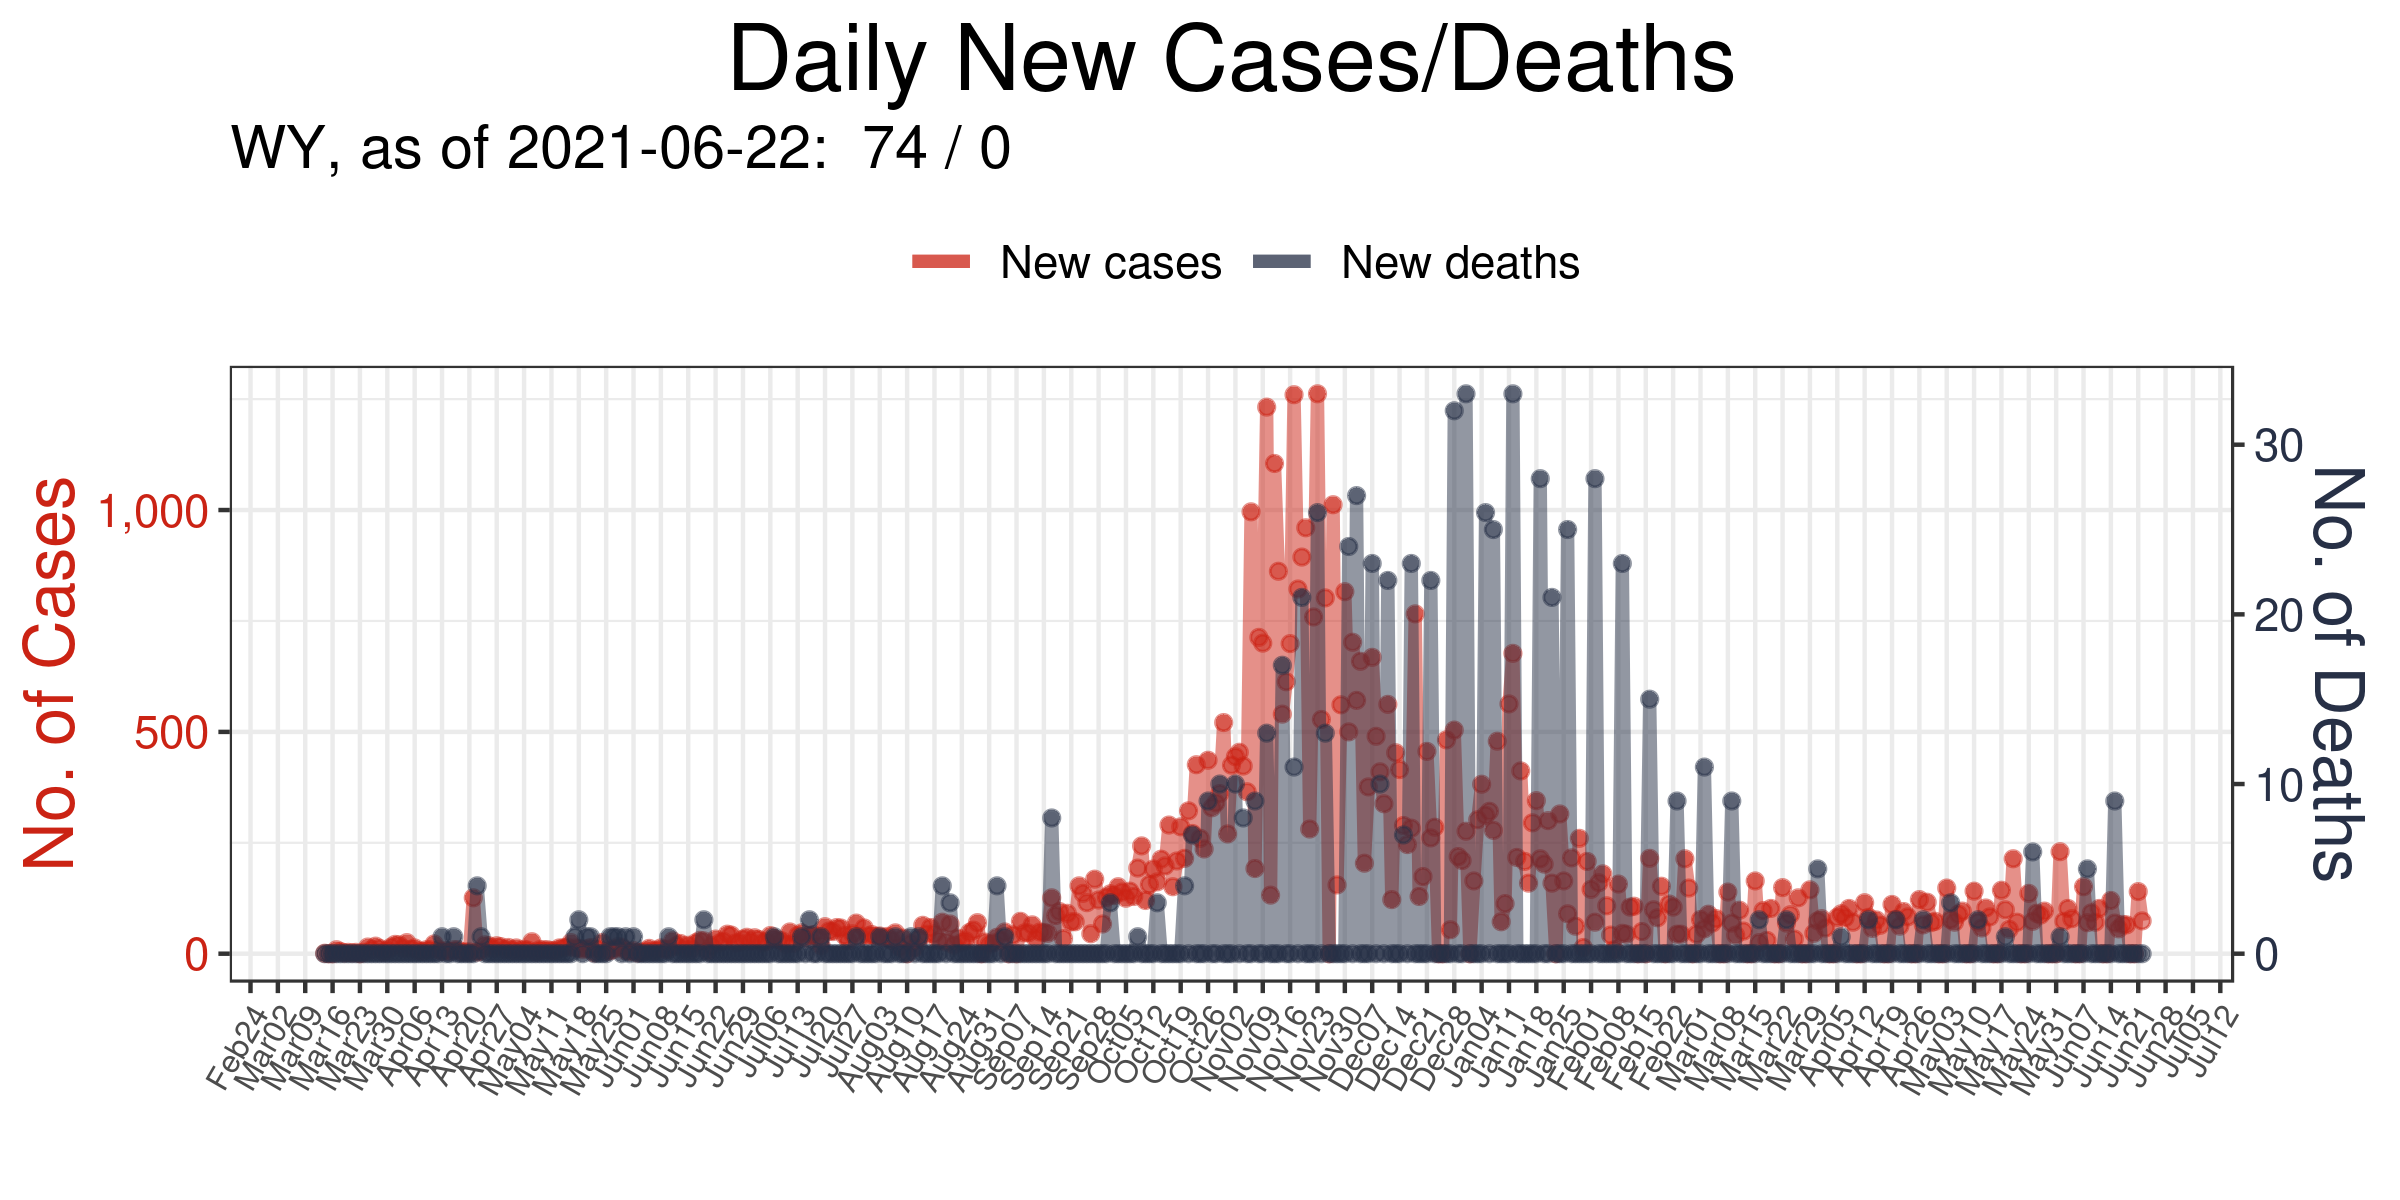 Daily New Cases/Deaths
WY, as of 2021-06-22:  74 / 0
New cases
New deaths
No. of Cases
1,000
500
0
30
20
10
0
No. of Deaths
Feb24
Mar02
Mar09
Mar16
Mar23
Mar30
Apr06
Apr13
Apr20
Apr27
May04
May11
May18
May25
Jun01
Jun08
Jun15
Jun22
Jun29
Jul06
Jul13
Jul20
Jul27
Aug03
Aug10
Aug17
Aug24
Aug31
Sep07
Sep14
Sep21
Sep28
Oct05
Oct12
Oct19
Oct26
Nov02
Nov09
Nov16
Nov23
Nov30
Dec07
Dec14
Dec21
Dec28
Jan04
Jan11
Jan18
Jan25
Feb01
Feb08
Feb15
Feb22
Mar01
Mar08
Mar15
Mar22
Mar29
Apr05
Apr12
Apr19
Apr26
May03
May10
May17
May24
May31
Jun07
Jun14
Jun21
Jun28
Jul05
Jul12